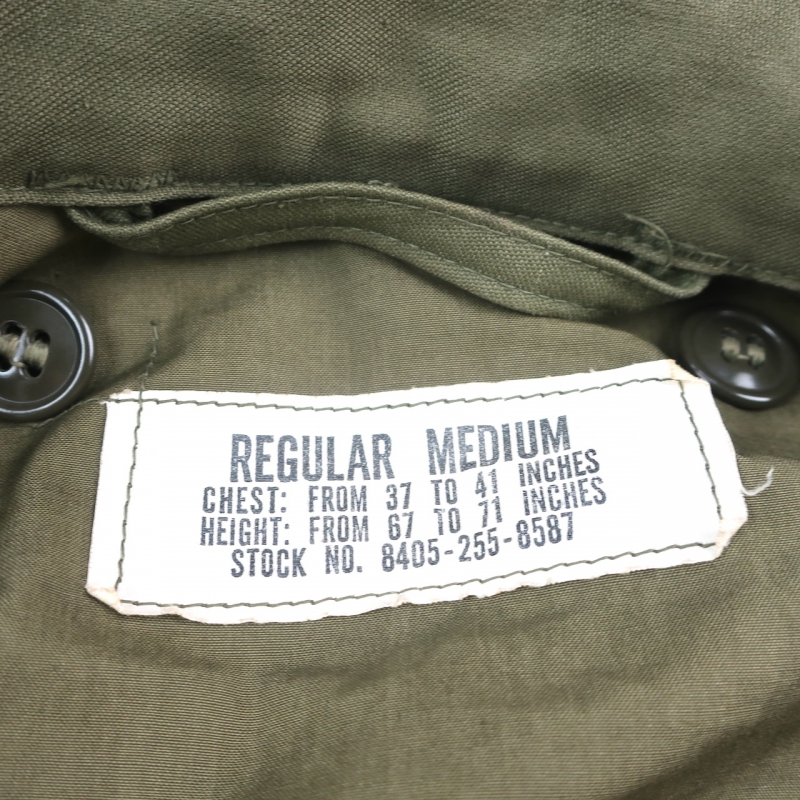 REGULAR MEDIUM
CHEST: FROM 37 TO 41 INCHES
HEIGHT: FROM 67 TO 71 INCHES
STOCK NO. 8405-255-8587